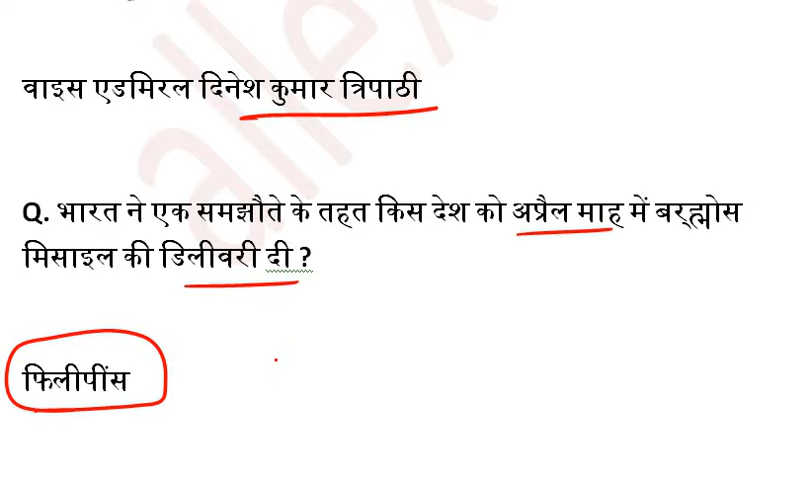 वाइस एडमिरल दिनेश कुमार त्रिपाठी
Q. भारत ने एक समझौते के तहत किस देश को अप्रैल माह में बर्ह्मोस
मिसाइल की डिलीवरी दी ?
फिलीपींस